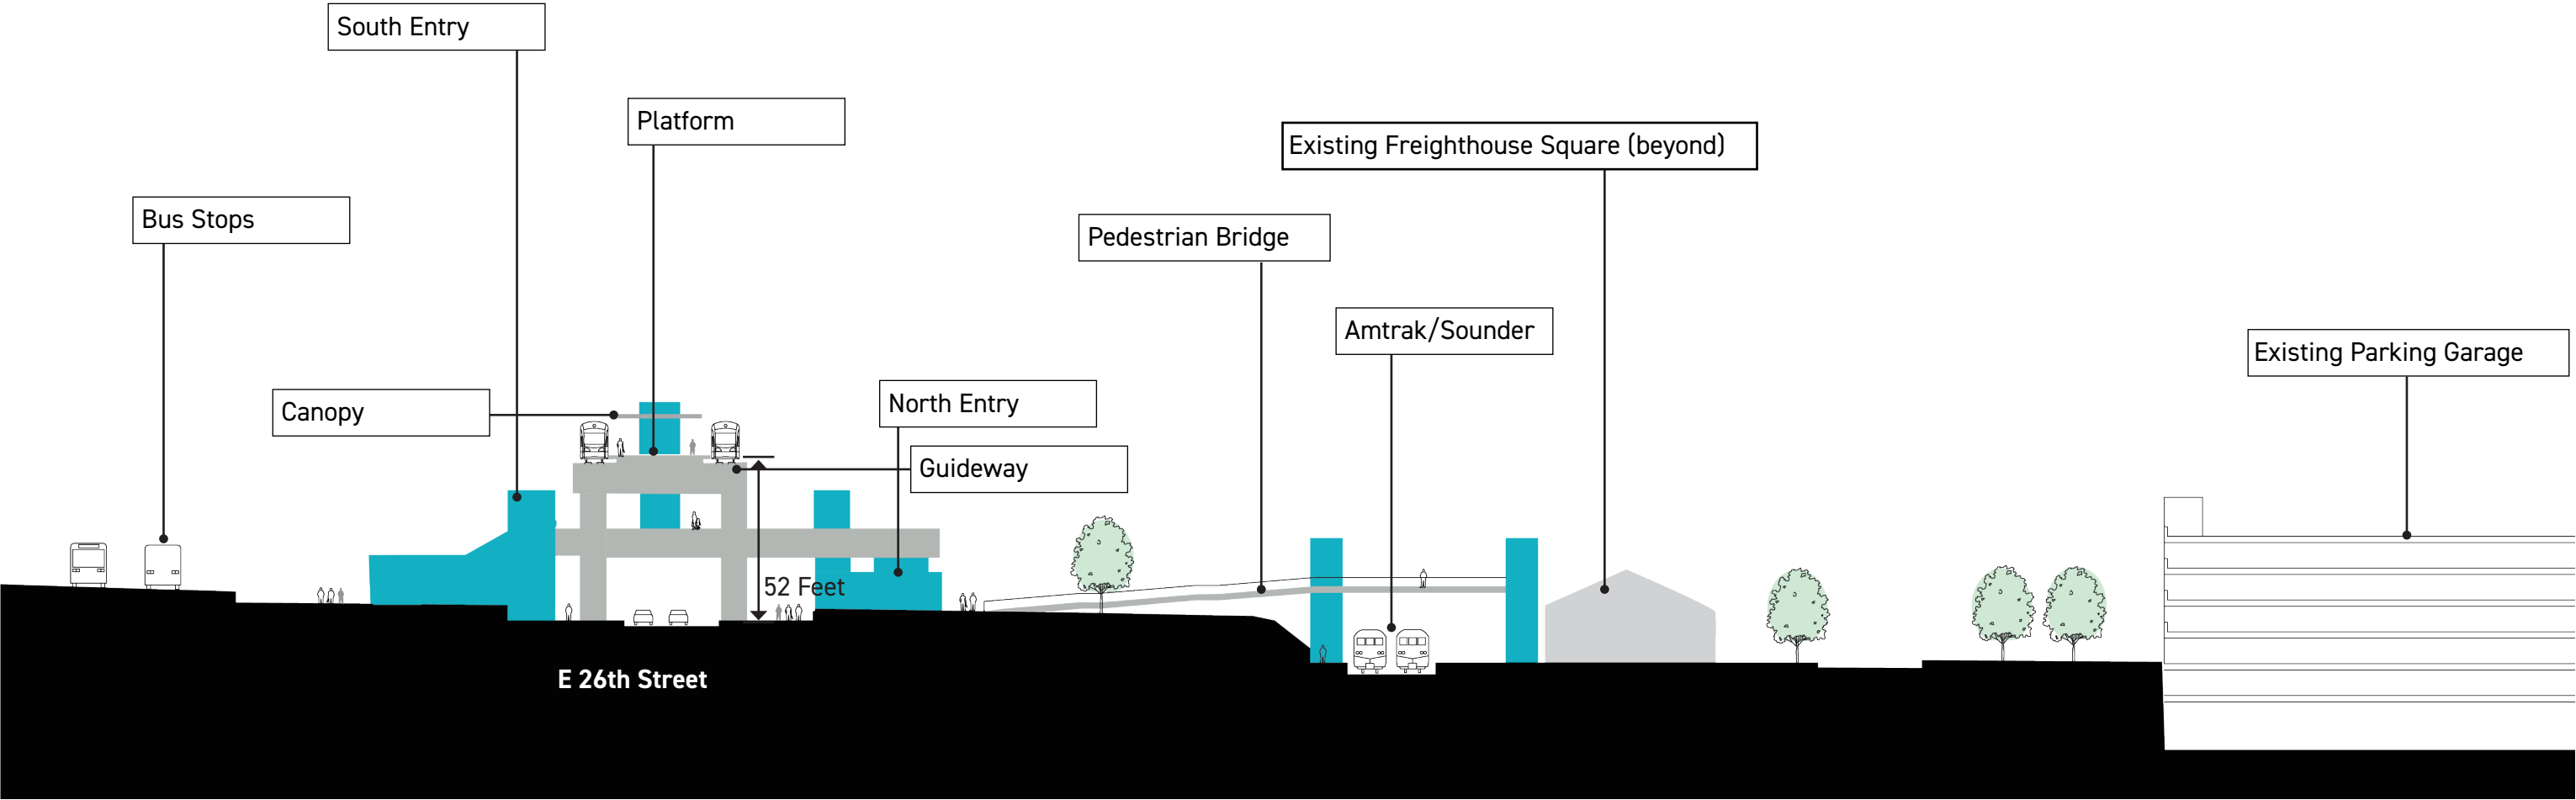 South Entry
Platform
Existing Freighthouse Square (beyond)
Bus Stops
Pedestrian Bridge
Amtrak/Sounder
Existing Parking Garage
Canopy
North Entry
Guideway
52 Feet
E 26th Street